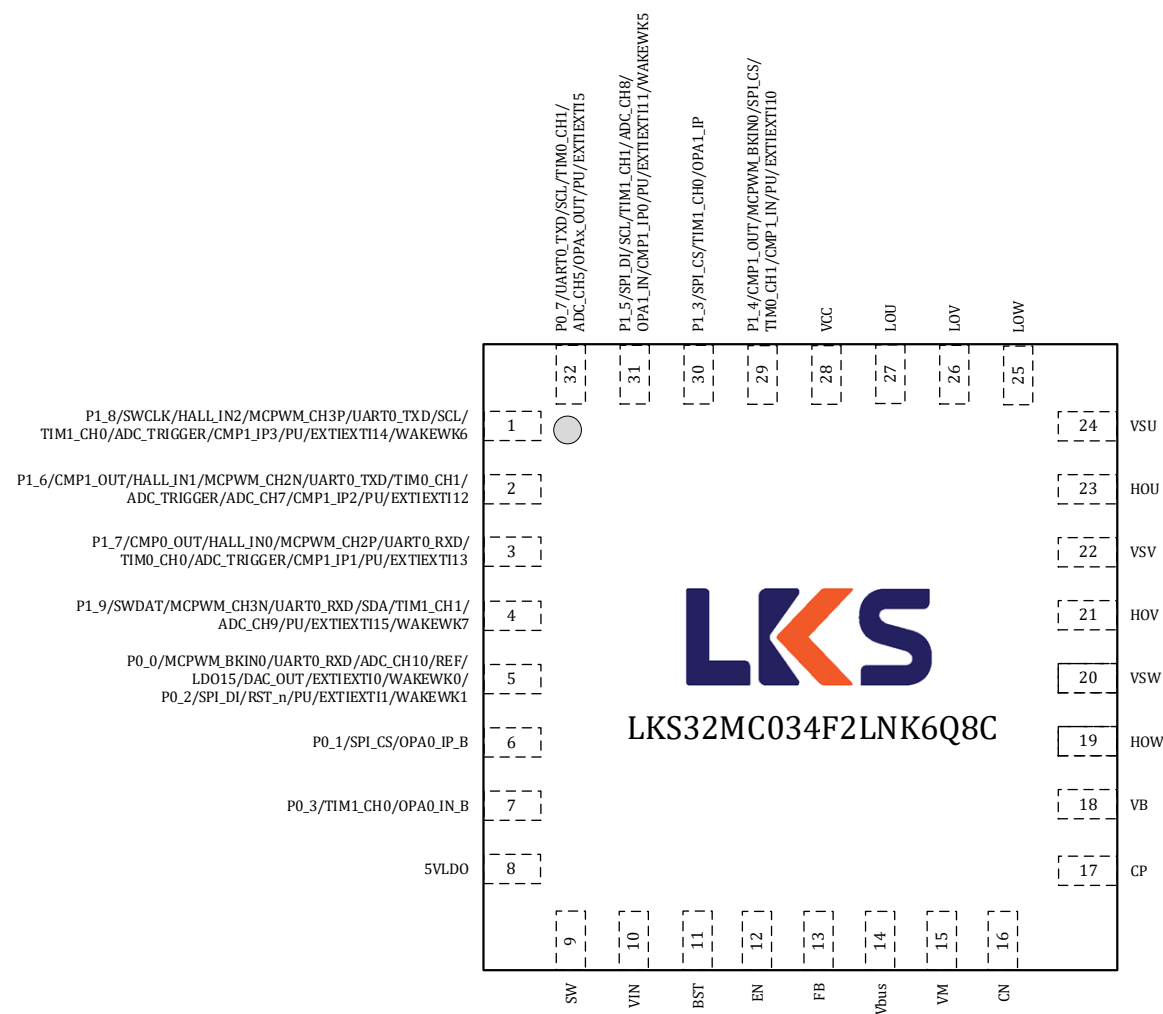 P0_7/UART0_TXD/SCL/TIM0_CH1/
ADC_CH5/OPAx_OUT/PU/EXTIEXTI5
P1_5/SPI_DI/SCL/TIM1_CH1/ADC_CH8/
OPA1_IN/CMP1_IP0/PU/EXTIEXTI11/WAKEWK5
P1_3/SPI_CS/TIM1_CH0/OPA1_IP
P1_4/CMP1_OUT/MCPWM_BKIN0/SPI_CS/
TIM0_CH1/CMP1_IN/PU/EXTIEXTI10
VCC
LOU
LOV
LOW
32
31
30
29
28
27
26
25
P1_8/SWCLK/HALL_IN2/MCPWM_CH3P/UART0_TXD/SCL/
TIM1_CH0/ADC_TRIGGER/CMP1_IP3/PU/EXTIEXTI14/WAKEWK6
1
P1_6/CMP1_OUT/HALL_IN1/MCPWM_CH2N/UART0_TXD/TIM0_CH1/
ADC_TRIGGER/ADC_CH7/CMP1_IP2/PU/EXTIEXTI12
2
P1_7/CMP0_OUT/HALL_IN0/MCPWM_CH2P/UART0_RXD/
TIM0_CH0/ADC_TRIGGER/CMP1_IP1/PU/EXTIEXTI13
3
P1_9/SWDAT/MCPWM_CH3N/UART0_RXD/SDA/TIM1_CH1/
ADC_CH9/PU/EXTIEXTI15/WAKEWK7
4
P0_0/MCPWM_BKIN0/UART0_RXD/ADC_CH10/REF/
LDO15/DAC_OUT/EXTIEXTI0/WAKEWK0/
P0_2/SPI_DI/RST_n/PU/EXTIEXTI1/WAKEWK1
5
P0_1/SPI_CS/OPA0_IP_B
6
P0_3/TIM1_CH0/OPA0_IN_B
7
5VLDO
8
LKS
LKS32MC034F2LNK6Q8C
24 VSU
23 HOU
22 VSV
21 HOV
20 VSW
19 HOW
18 VB
17 CP
9
10
11
12
13
14
15
16
SW
VIN
BST
EN
FB
Vbus
VM
CN